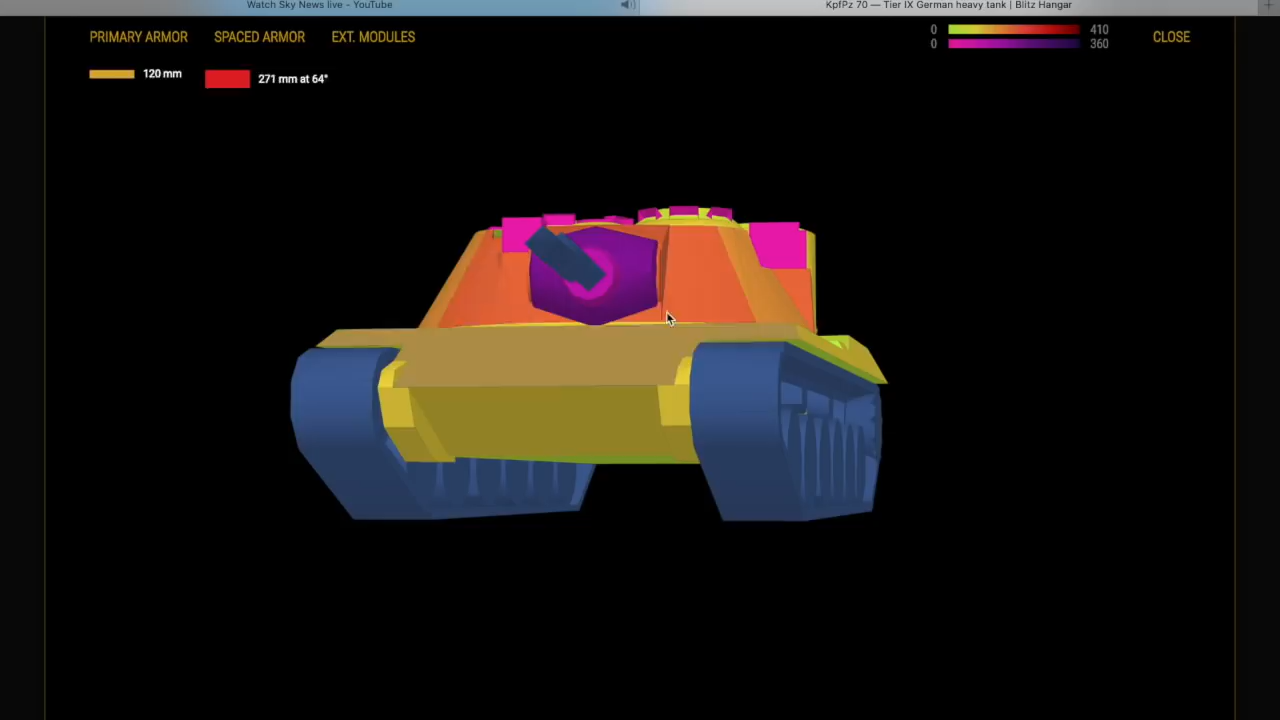 Watch Sky News live - YouTube
KpfPz 70 — Tier IX German heavy tank | Blitz Hangar
PRIMARY ARMOR SPACED ARMOR EXT. MODULES
0 410
0 360
CLOSE
120 mm 271 mm at 64°